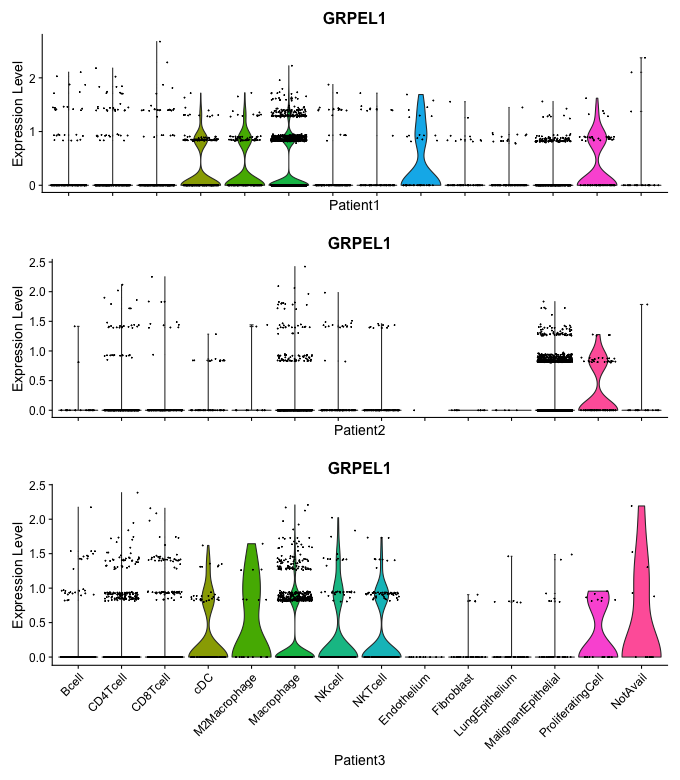 GRPEL1
Expression Level
2
1
0
Patient1
GRPEL1
Expression Level
2.5
2.0
1.5
1.0
0.5
0.0
Patient2
GRPEL1
Expression Level
2.5
2.0
1.5
1.0
0.5
0.0
Bcell
CD4Tcell
CD8Tcell
cDC
M2Macrophage
Macrophage
NKcell
NKTcell
Endothelium
Fibroblast
LungEpithelium
MalignantEpithelial
ProliferatingCell
NotAvail
Patient3